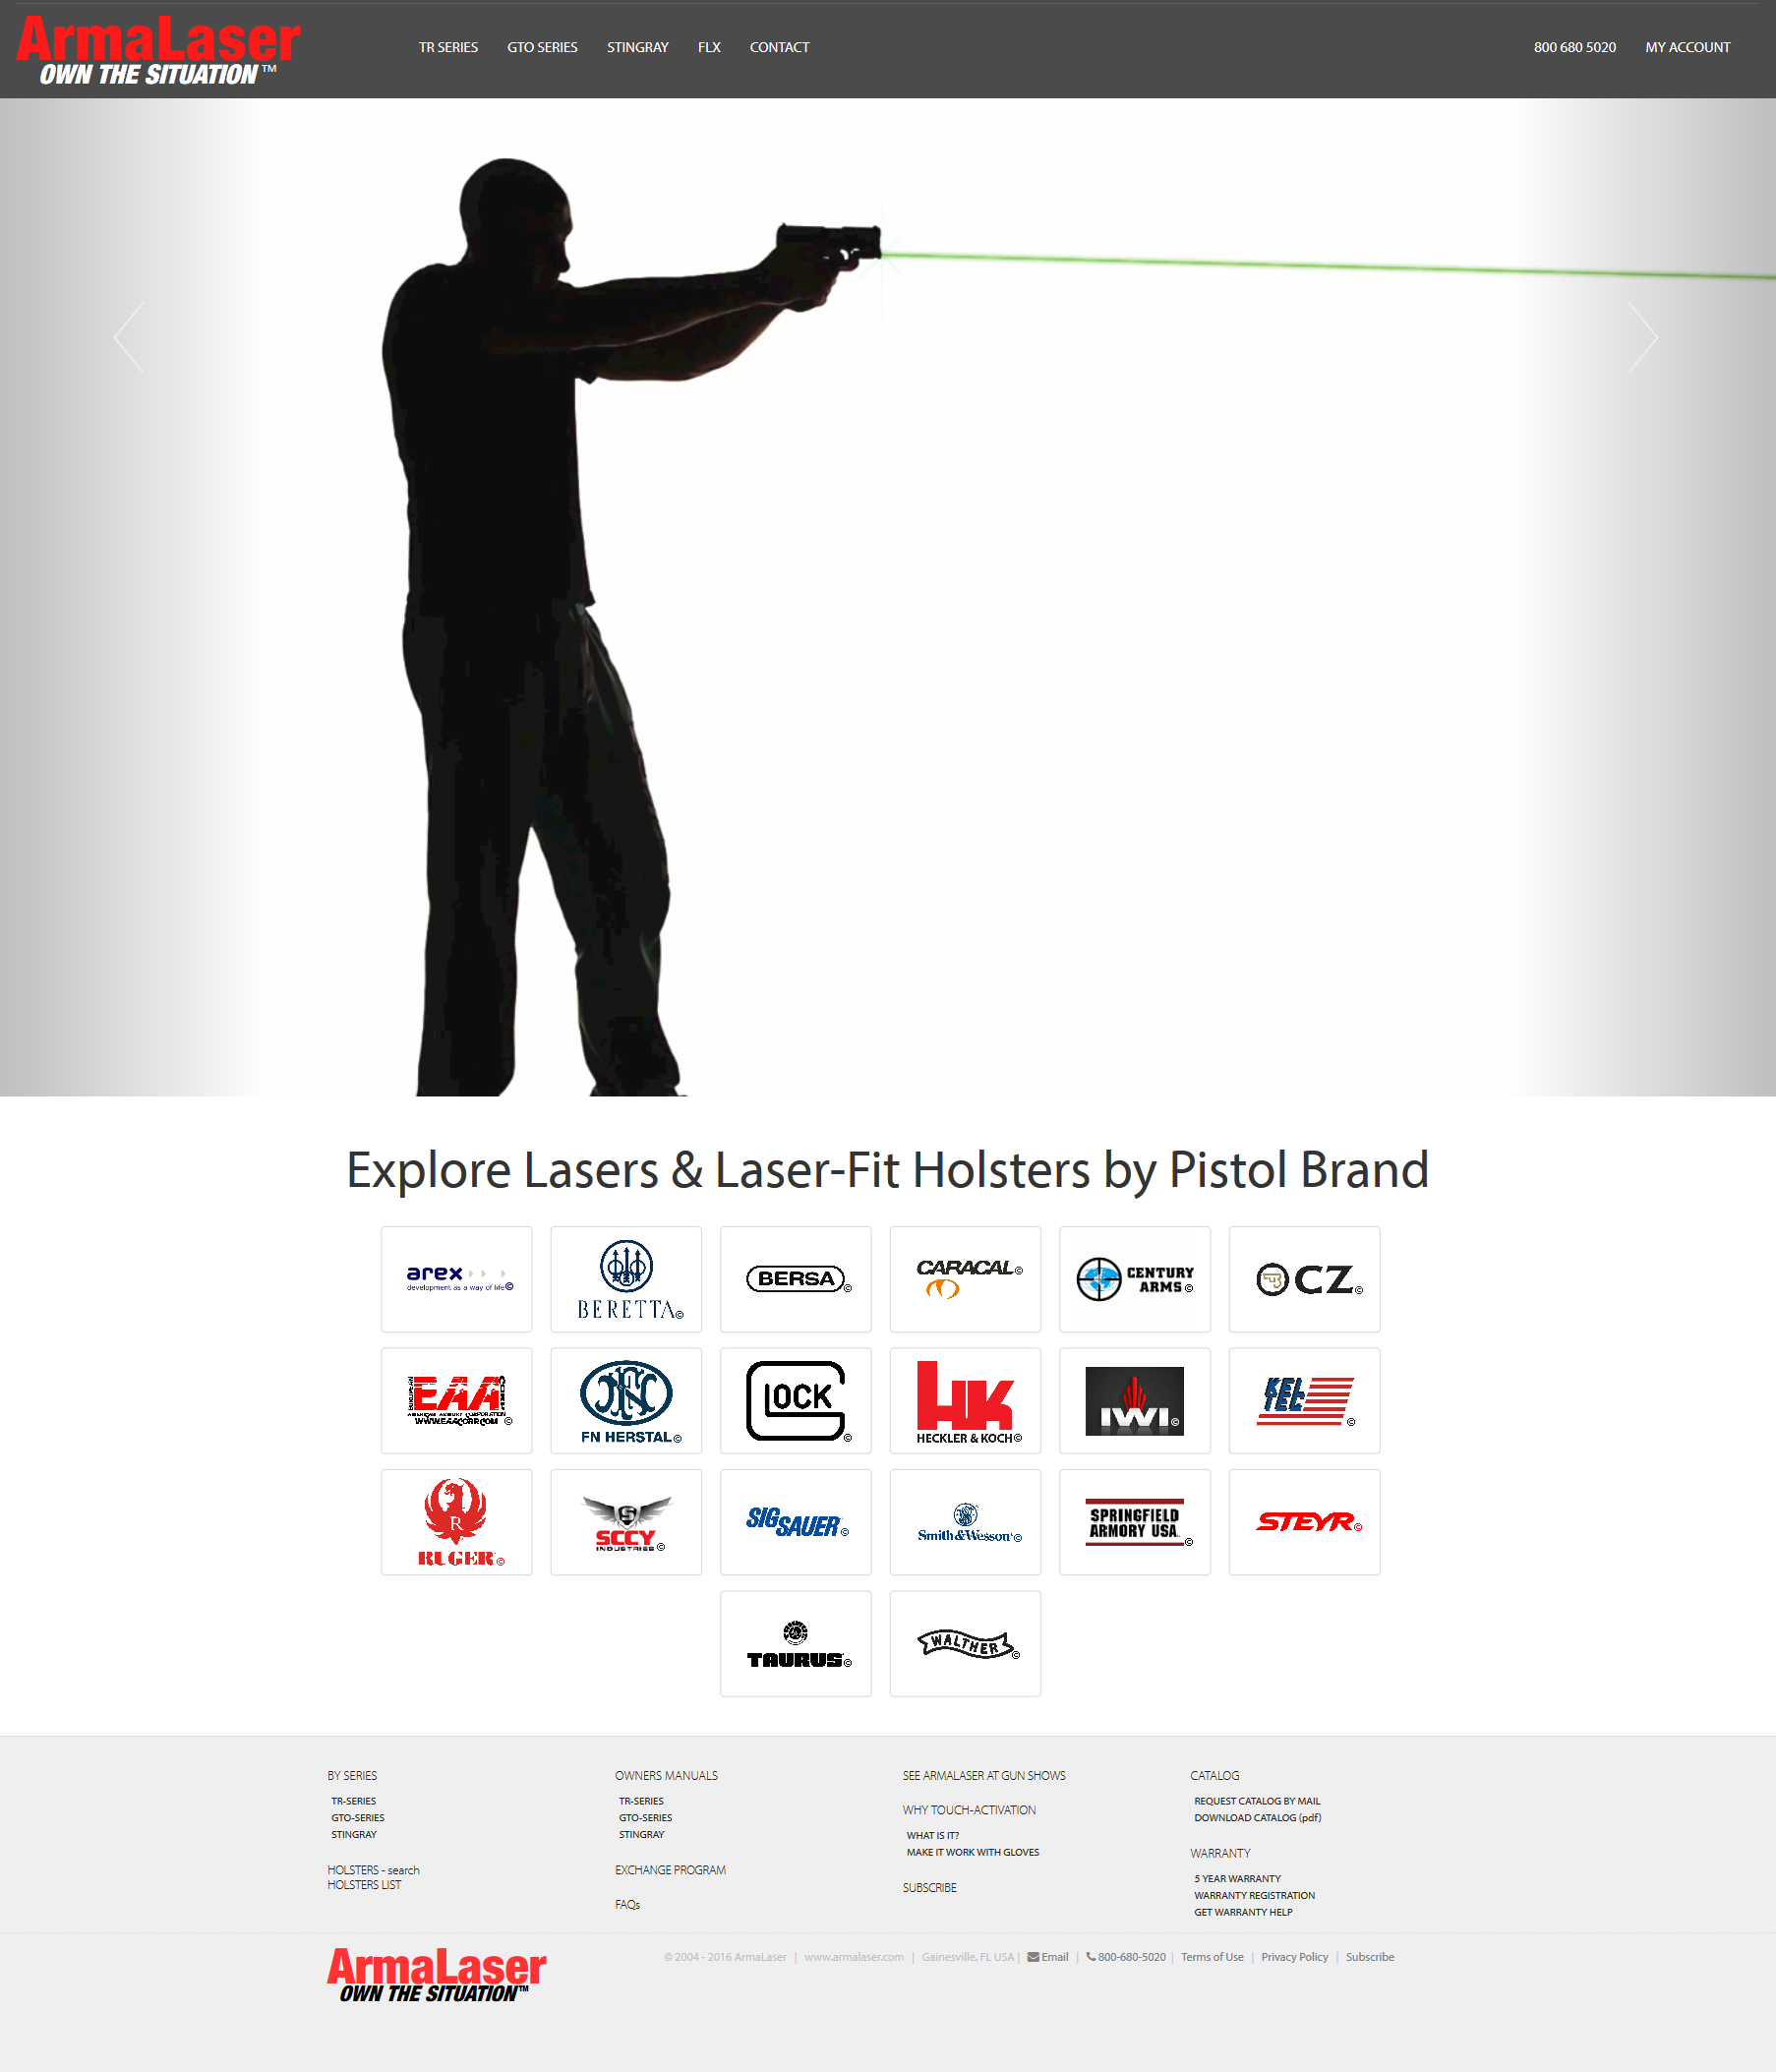 ArmaLaser
OWN THE SITUATION™
TR SERIES GTO SERIES STINGRAY FLX CONTACT
800 680 5020 MY ACCOUNT
Explore Lasers & Laser-Fit Holsters by Pistol Brand
arex
development as a way of life©
BERETTA©
BERSA©
CARACAL©
CENTURY
ARMS©
CZ©
EUROPEAN
EAA
CORP
AMERICAN ARMORY CORPORATION
WWW.EAACORP.COM©
FN HERSTAL©
GLOCK©
HK
HECKLER & KOCH©
IWI©
KEL
TEC©
R
RUGER©
S
SCCY
INDUSTRIES©
SIG SAUER©
Smith & Wesson©
SPRINGFIELD
ARMORY USA©
STEYR©
TAURUS©
WALTHER©
BY SERIES
TR-SERIES
GTO-SERIES
STINGRAY
HOLSTERS - search
HOLSTERS LIST
OWNERS MANUALS
TR-SERIES
GTO-SERIES
STINGRAY
EXCHANGE PROGRAM
FAQs
SEE ARMALASER AT GUN SHOWS
WHY TOUCH-ACTIVATION
WHAT IS IT?
MAKE IT WORK WITH GLOVES
SUBSCRIBE
CATALOG
REQUEST CATALOG BY MAIL
DOWNLOAD CATALOG (pdf)
WARRANTY
5 YEAR WARRANTY
WARRANTY REGISTRATION
GET WARRANTY HELP
ArmaLaser
OWN THE SITUATION™
© 2004 - 2016 ArmaLaser | www.armalaser.com | Gainesville, FL USA | Email | 800-680-5020 | Terms of Use | Privacy Policy | Subscribe